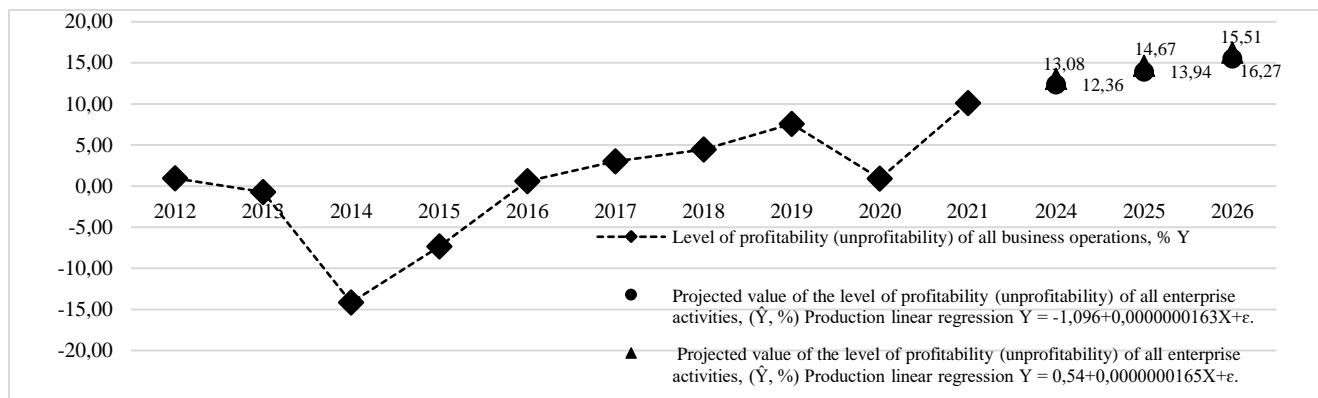 20,00
15,00
10,00
5,00
0,00
-5,00
-10,00
-15,00
-20,00
13,08
12,36
14,67
13,94
15,51
16,27
2012 2013 2014 2015 2016 2017 2018 2019 2020 2021 2024 2025 2026
Level of profitability (unprofitability) of all business operations, % Y
Projected value of the level of profitability (unprofitability) of all enterprise
activities, (Ŷ, %) Production linear regression Y = -1,096+0,0000000163X+ε.
Projected value of the level of profitability (unprofitability) of all enterprise
activities, (Ŷ, %) Production linear regression Y = 0,54+0,0000000165X+ε.